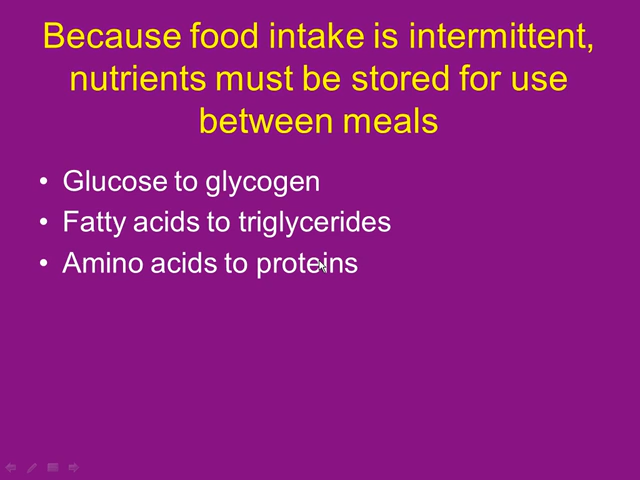 Because food intake is intermittent,
nutrients must be stored for use
between meals
• Glucose to glycogen
• Fatty acids to triglycerides
• Amino acids to proteins